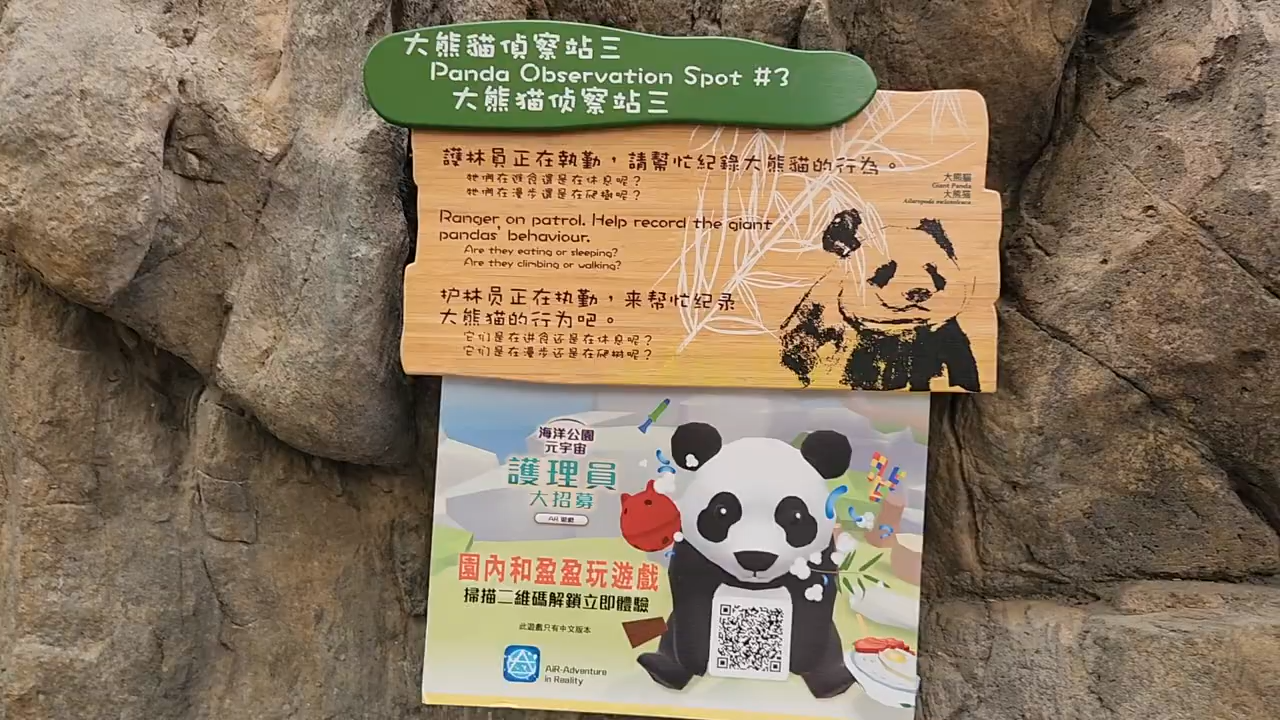 大熊貓偵察站三
Panda Observation Spot #3
大熊猫侦察站三
護林員正在執勤，請幫忙紀錄大熊貓的行為。
牠們在進食還是在休息呢？
牠們在漫步還是在爬樹呢？
Ranger on patrol. Help record the giant
pandas' behaviour.
Are they eating or sleeping?
Are they climbing or walking?
护林员正在执勤，来帮忙纪录
大熊猫的行为吧。
它们是在进食还是在休息呢？
它们是在漫步还是在爬树呢？
大熊貓
Giant Panda
大熊猫
Ailuropoda melanoleuca
海洋公園
元宇宙
護理員
大招募
AR 遊戲
園內和盈盈玩遊戲
掃描二維碼解鎖立即體驗
此遊戲只有中文版本
AiR-Adventure
in Reality